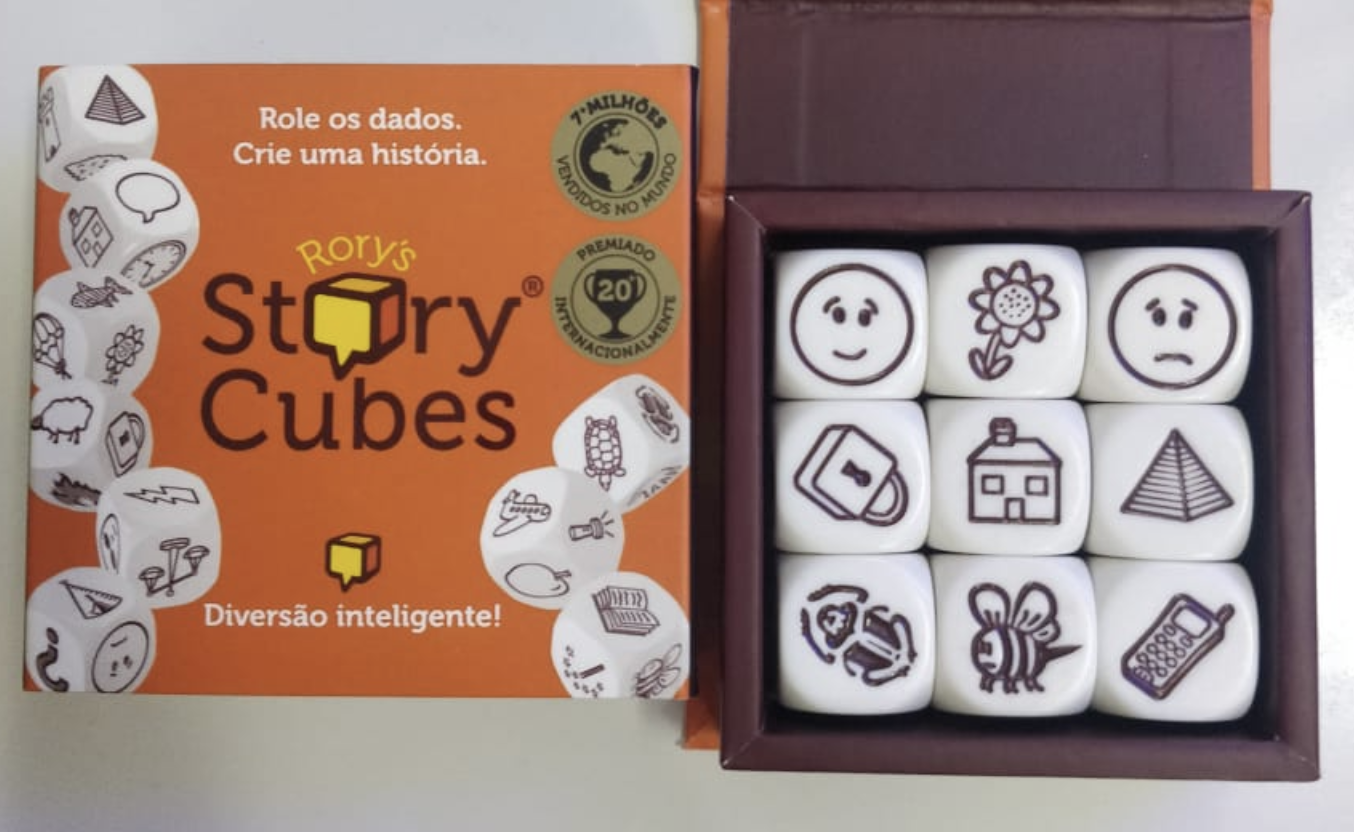 Role os dados.
Crie uma história.
7+MILHÕES
VENDIDOS NO MUNDO
Rory's
Story®
Cubes
PREMIADO
20
INTERNACIONALMENTE
Diversão inteligente!